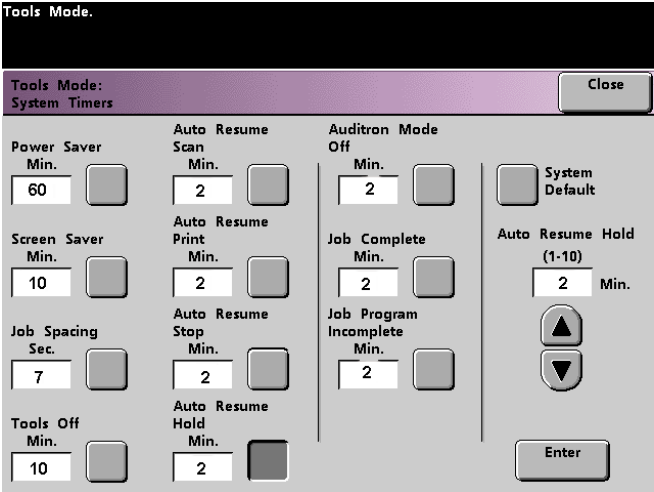 Tools Mode.
Tools Mode:
System Timers
Close
Power Saver
Min.
60
Screen Saver
Min.
10
Job Spacing
Sec.
7
Tools Off
Min.
10
Auto Resume
Scan
Min.
2
Auto Resume
Print
Min.
2
Auto Resume
Stop
Min.
2
Auto Resume
Hold
Min.
2
Auditron Mode
Off
Min.
2
Job Complete
Min.
2
Job Program
Incomplete
Min.
2
System
Default
Auto Resume Hold
(1-10)
2 Min.
Enter